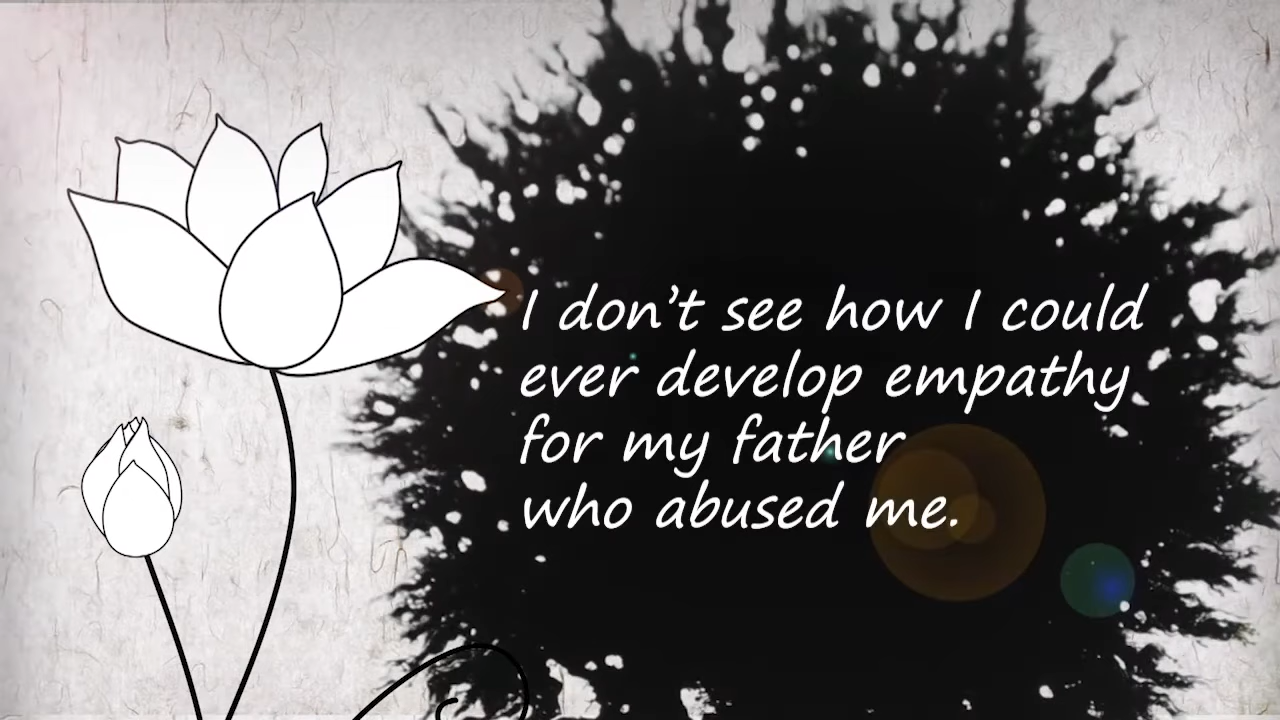 I don’t see how I could
ever develop empathy
for my father
who abused me.